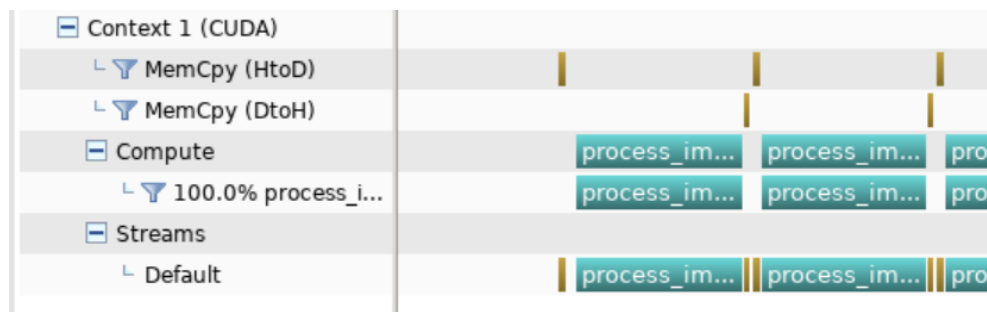 Context 1 (CUDA)
MemCpy (HtoD)
MemCpy (DtoH)
Compute process_im... process_im... pro
100.0% process_i... process_im... process_im... pro
Streams
Default process_im... process_im... pro